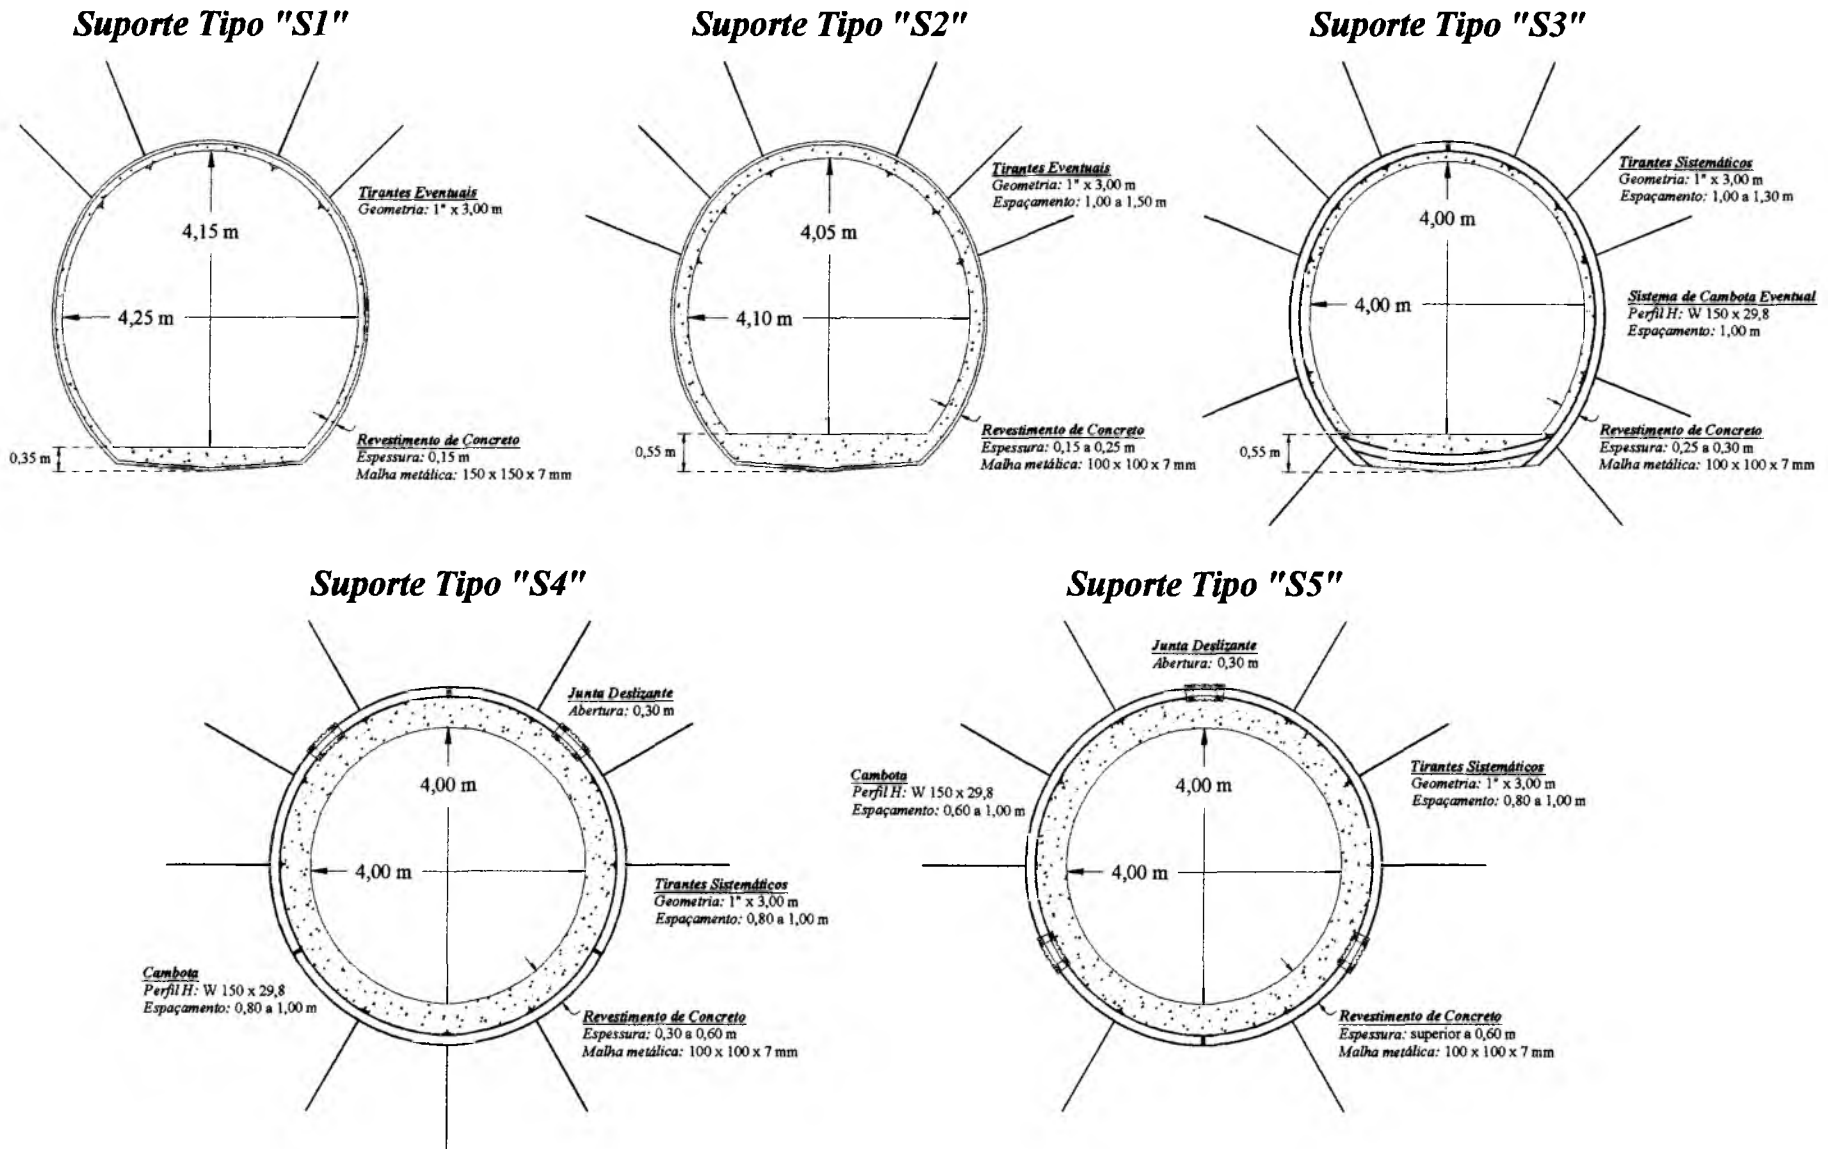 Suporte Tipo "S1"
Tirantes Eventuais
Geometria: 1" x 3,00 m
4,15 m
4,25 m
0,35 m
Revestimento de Concreto
Espessura: 0,15 m
Malha metálica: 150 x 150 x 7 mm
Suporte Tipo "S2"
Tirantes Eventuais
Geometria: 1" x 3,00 m
Espaçamento: 1,00 a 1,50 m
4,05 m
4,10 m
0,55 m
Revestimento de Concreto
Espessura: 0,15 a 0,25 m
Malha metálica: 100 x 100 x 7 mm
Suporte Tipo "S3"
Tirantes Sistemáticos
Geometria: 1" x 3,00 m
Espaçamento: 1,00 a 1,30 m
4,00 m
4,00 m
Sistema de Cambota Eventual
Perfil H: W 150 x 29,8
Espaçamento: 1,00 m
0,55 m
Revestimento de Concreto
Espessura: 0,25 a 0,30 m
Malha metálica: 100 x 100 x 7 mm
Suporte Tipo "S4"
Junta Deslizante
Abertura: 0,30 m
4,00 m
4,00 m
Tirantes Sistemáticos
Geometria: 1" x 3,00 m
Espaçamento: 0,80 a 1,00 m
Cambota
Perfil H: W 150 x 29,8
Espaçamento: 0,80 a 1,00 m
Revestimento de Concreto
Espessura: 0,30 a 0,60 m
Malha metálica: 100 x 100 x 7 mm
Suporte Tipo "S5"
Junta Deslizante
Abertura: 0,30 m
Cambota
Perfil H: W 150 x 29,8
Espaçamento: 0,60 a 1,00 m
4,00 m
4,00 m
Tirantes Sistemáticos
Geometria: 1" x 3,00 m
Espaçamento: 0,80 a 1,00 m
Revestimento de Concreto
Espessura: superior a 0,60 m
Malha metálica: 100 x 100 x 7 mm